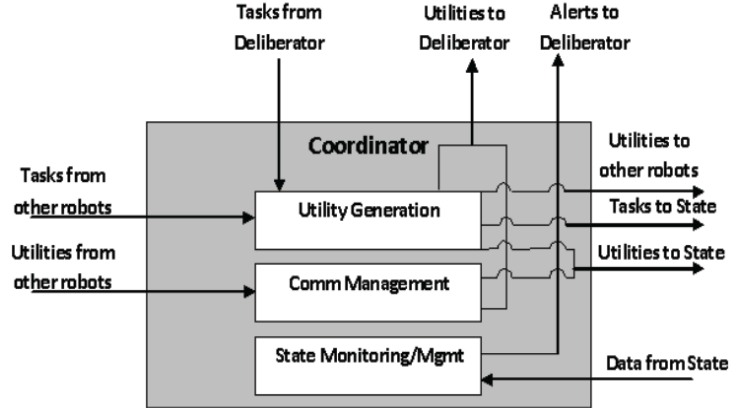 Tasks from
Deliberator
Utilities to
Deliberator
Alerts to
Deliberator
Coordinator
Utilities to
other robots
Tasks from
other robots
Utility Generation
Tasks to State
Utilities from
other robots
Utilities to State
Comm Management
State Monitoring/Mgmt
Data from State